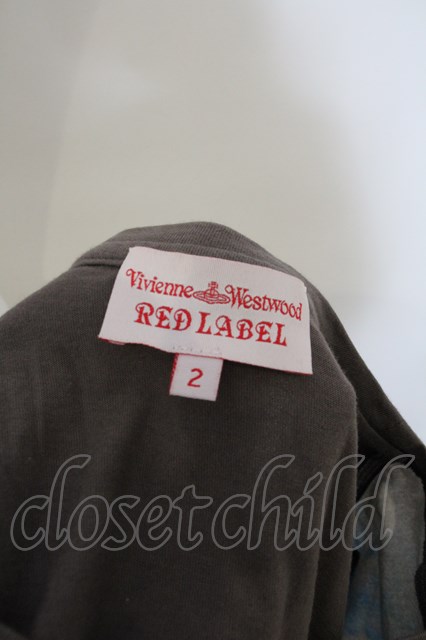 Vivienne Westwood
RED LABEL
2
closetchild